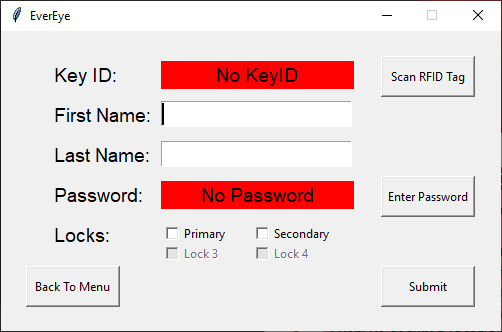 EverEye
Key ID: No KeyID Scan RFID Tag
First Name:
Last Name:
Password: No Password Enter Password
Locks: Primary Secondary
Lock 3 Lock 4
Back To Menu Submit